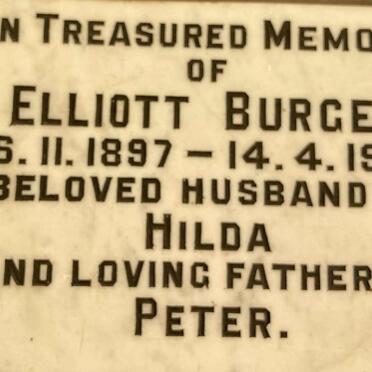 N TREASURED MEMO
OF
ELLIOTT BURGE
6.11.1897 – 14.4.19
BELOVED HUSBAND
HILDA
ND LOVING FATHER
PETER.